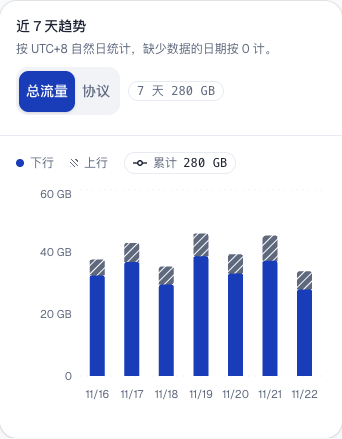 近 7 天趋势
按 UTC+8 自然日统计，缺少数据的日期按 0 计。
总流量 协议 7 天 280 GB
下行 上行 累计 280 GB
60 GB
40 GB
20 GB
0
11/16 11/17 11/18 11/19 11/20 11/21 11/22